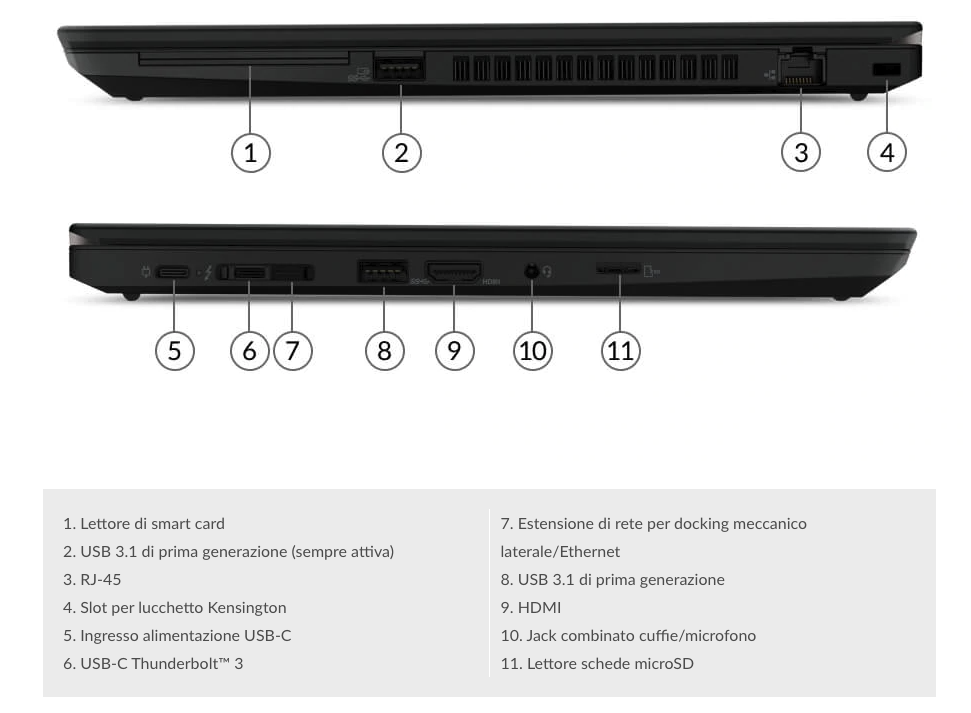 1 2 3 4
HDMI
5 6 7 8 9 10 11
1. Lettore di smart card
2. USB 3.1 di prima generazione (sempre attiva)
3. RJ-45
4. Slot per lucchetto Kensington
5. Ingresso alimentazione USB-C
6. USB-C Thunderbolt™ 3
7. Estensione di rete per docking meccanico
laterale/Ethernet
8. USB 3.1 di prima generazione
9. HDMI
10. Jack combinato cuffie/microfono
11. Lettore schede microSD